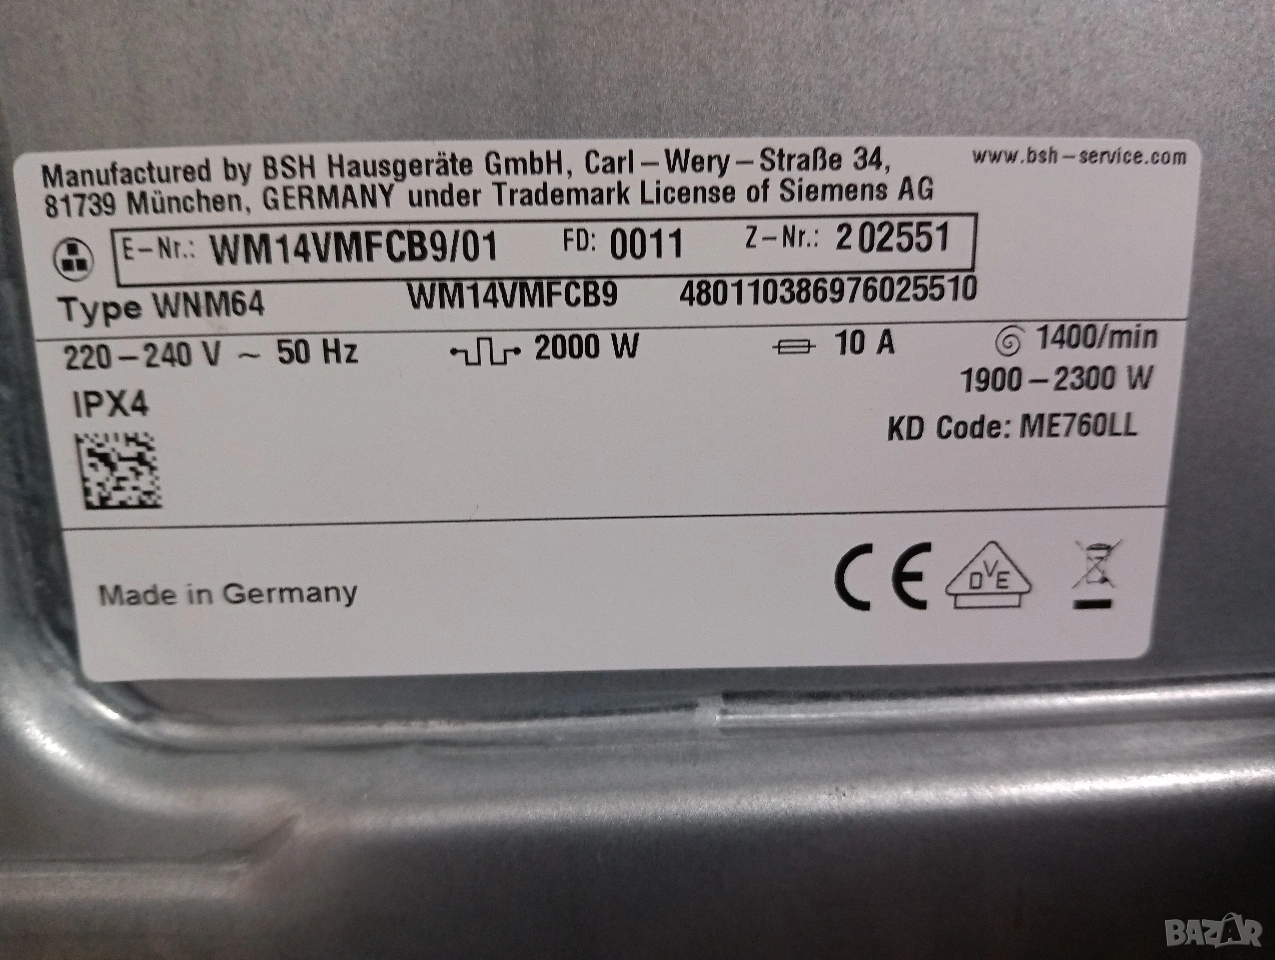 Manufactured by BSH Hausgeräte GmbH, Carl-Wery-Straße 34,
81739 München, GERMANY under Trademark License of Siemens AG
www.bsh-service.com
E-Nr.: WM14VMFCB9/01 FD: 0011 Z-Nr.: 202551
Type WNM64 WM14VMFCB9 480110386976025510
220-240 V ~ 50 Hz 2000 W 10 A 1400/min
1900-2300 W
IPX4
KD Code: ME760LL
Made in Germany
CE DVE
BAZAR